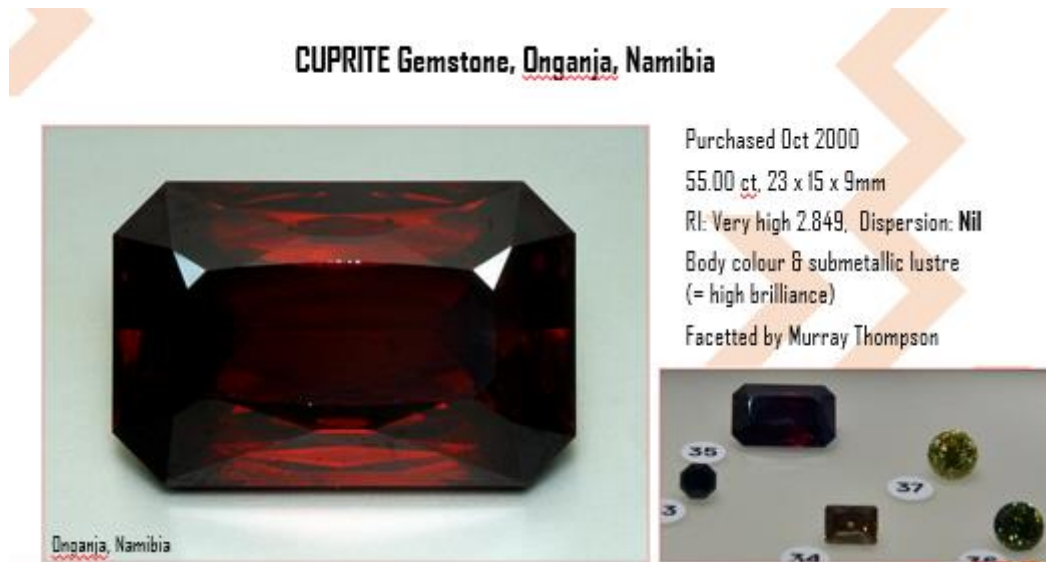 CUPRITE Gemstone, Onganja, Namibia
Purchased Oct 2000
55.00 ct, 23 x 15 x 9mm
RI: Very high 2.849, Dispersion: Nil
Body colour & submetallic lustre
(= high brilliance)
Facetted by Murray Thompson
Onganja, Namibia
35
37
3
34